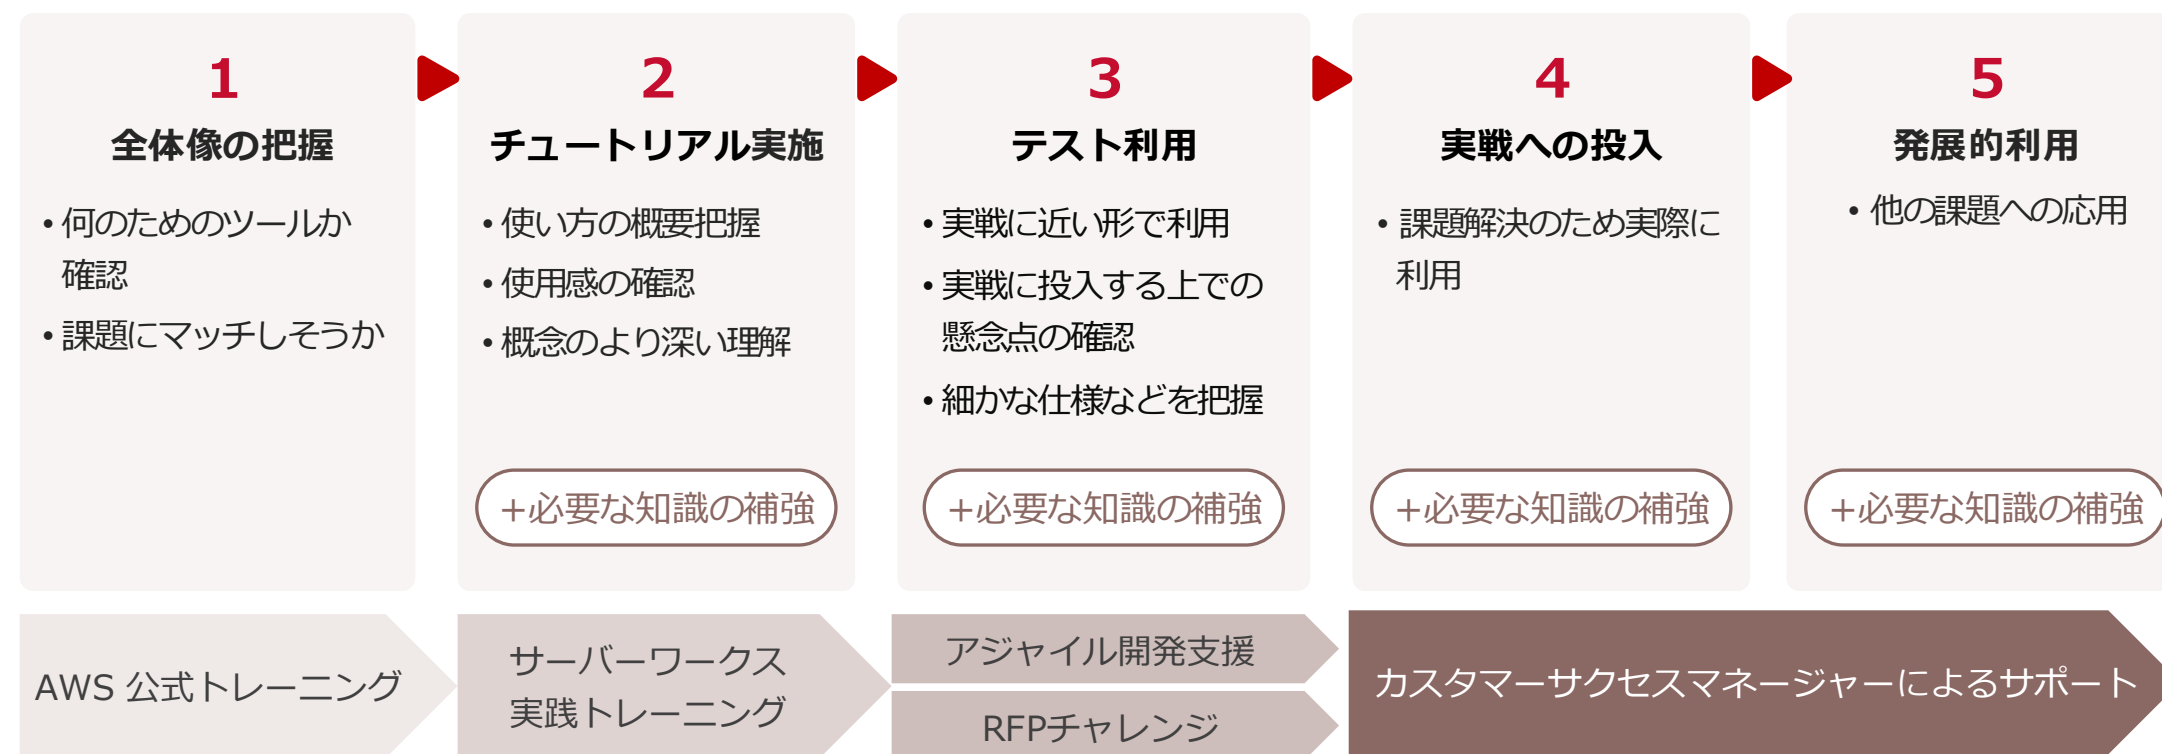 1
全体像の把握
・何のためのツールか
確認
・課題にマッチしそうか
2
チュートリアル実施
・使い方の概要把握
・使用感の確認
・概念のより深い理解
+必要な知識の補強
3
テスト利用
・実戦に近い形で利用
・実戦に投入する上での
懸念点の確認
・細かな仕様などを把握
+必要な知識の補強
4
実戦への投入
・課題解決のため実際に
利用
+必要な知識の補強
5
発展的利用
・他の課題への応用
+必要な知識の補強
AWS 公式トレーニング
サーバーワークス
実践トレーニング
アジャイル開発支援
RFPチャレンジ
カスタマーサクセスマネージャーによるサポート